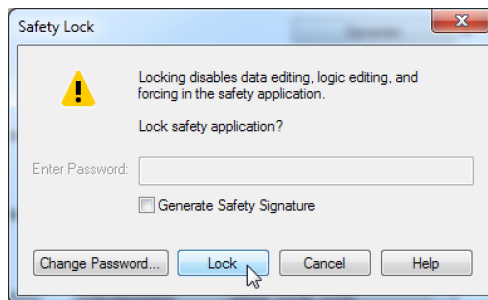 Safety Lock
Locking disables data editing, logic editing, and
forcing in the safety application.
Lock safety application?
Enter Password:
Generate Safety Signature
Change Password... Lock Cancel Help